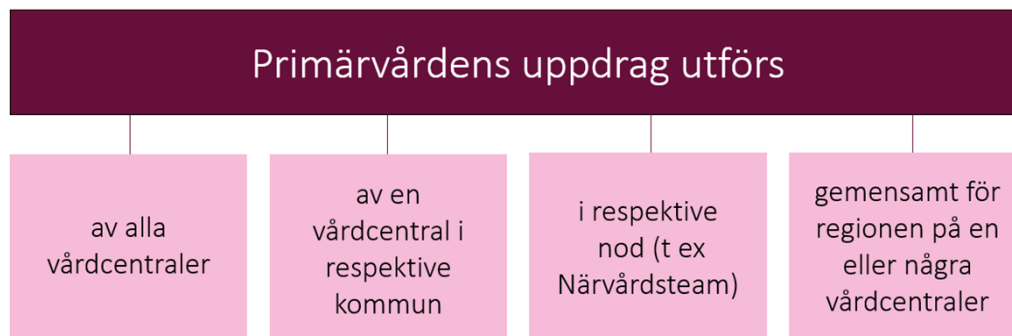 Primärvårdens uppdrag utförs
av alla
vårdcentraler
av en
vårdcentral i
respektive
kommun
i respektive
nod (t ex
Närvårdsteam)
gemensamt för
regionen på en
eller några
vårdcentraler